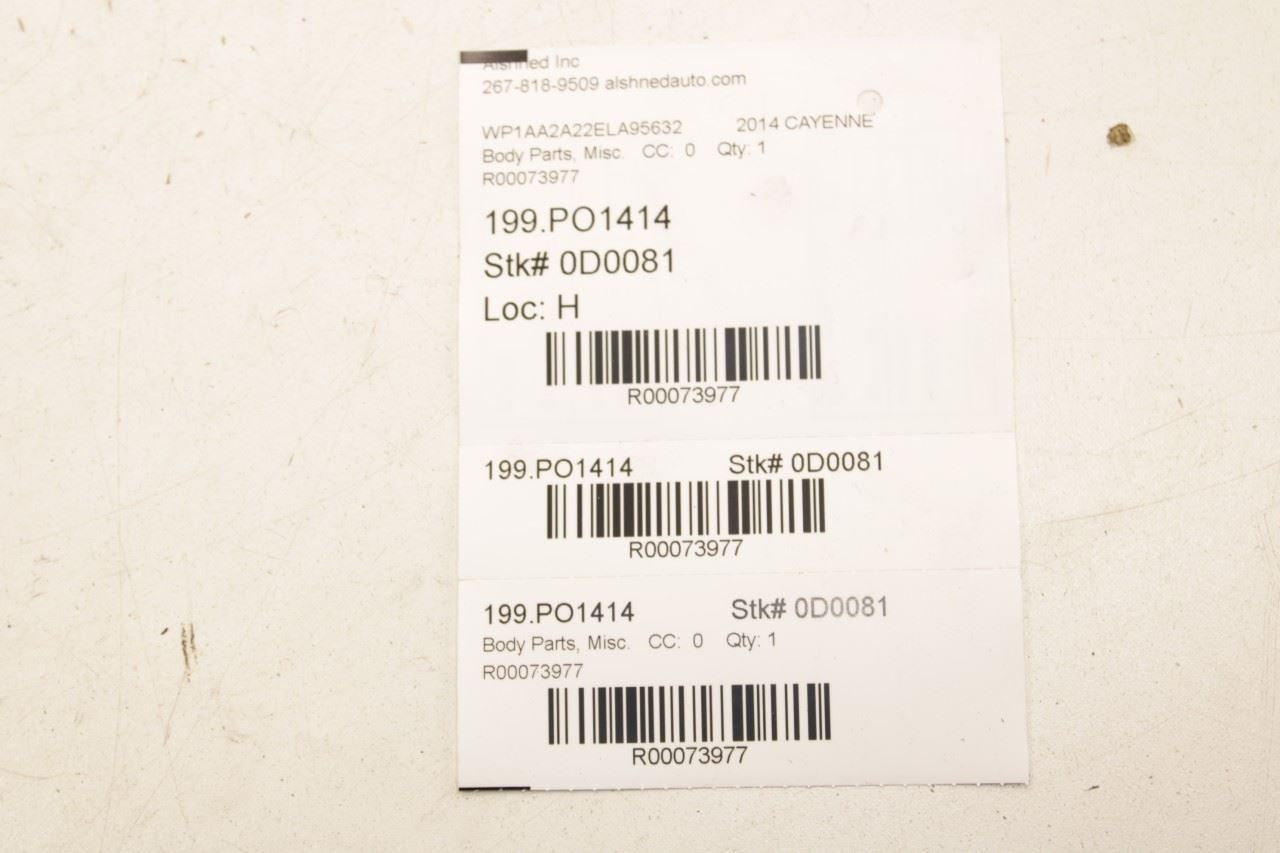 Alshned Inc
267-818-9509 alshnedauto.com
WP1AA2A22ELA95632 2014 CAYENNE
Body Parts, Misc. CC: 0 Qty: 1
R00073977
199.PO1414
Stk# 0D0081
Loc: H
R00073977
199.PO1414 Stk# 0D0081
R00073977
199.PO1414 Stk# 0D0081
Body Parts, Misc. CC: 0 Qty: 1
R00073977
R00073977